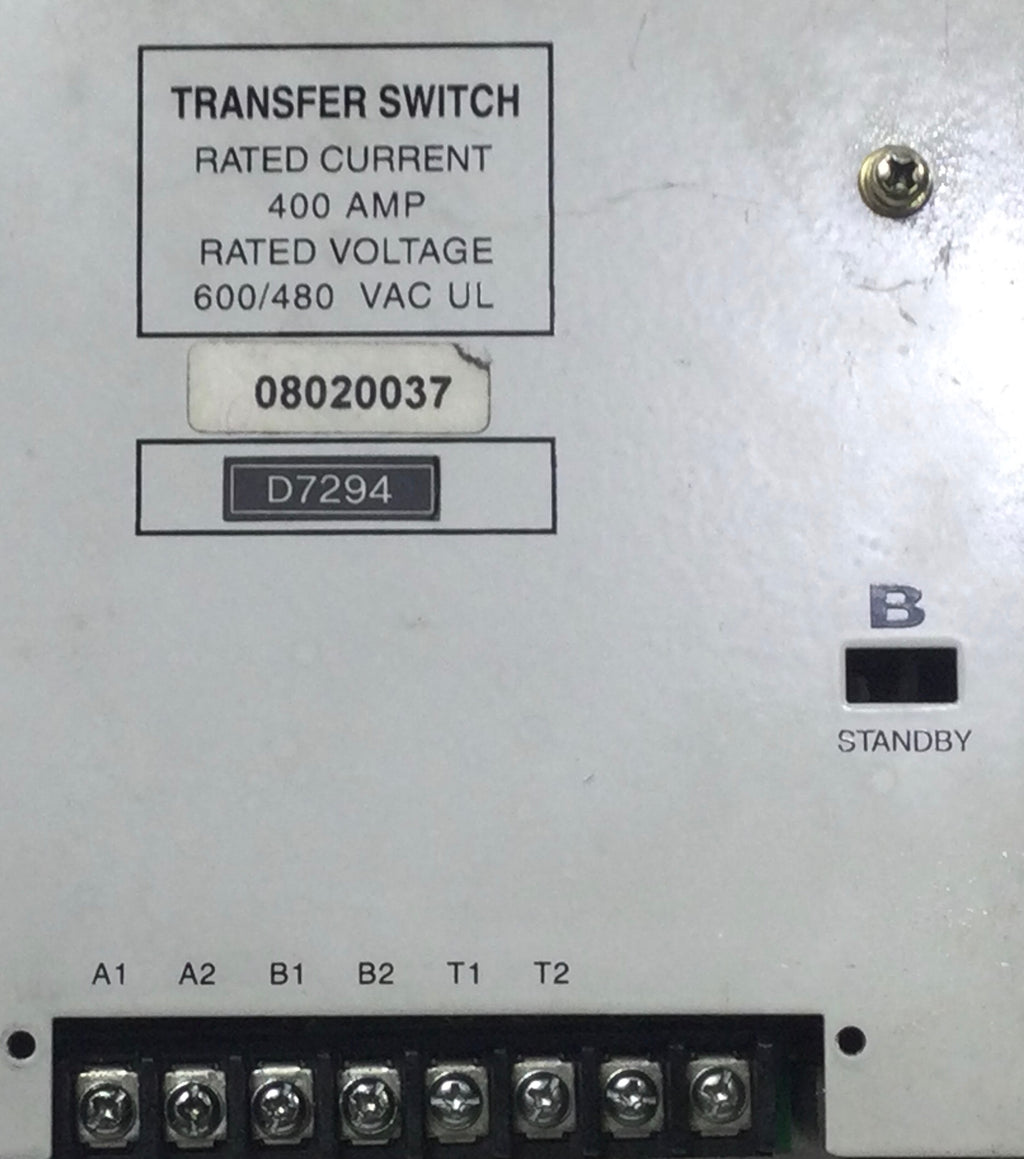 TRANSFER SWITCH
RATED CURRENT
400 AMP
RATED VOLTAGE
600/480 VAC UL
08020037
D7294
B
STANDBY
A1 A2 B1 B2 T1 T2